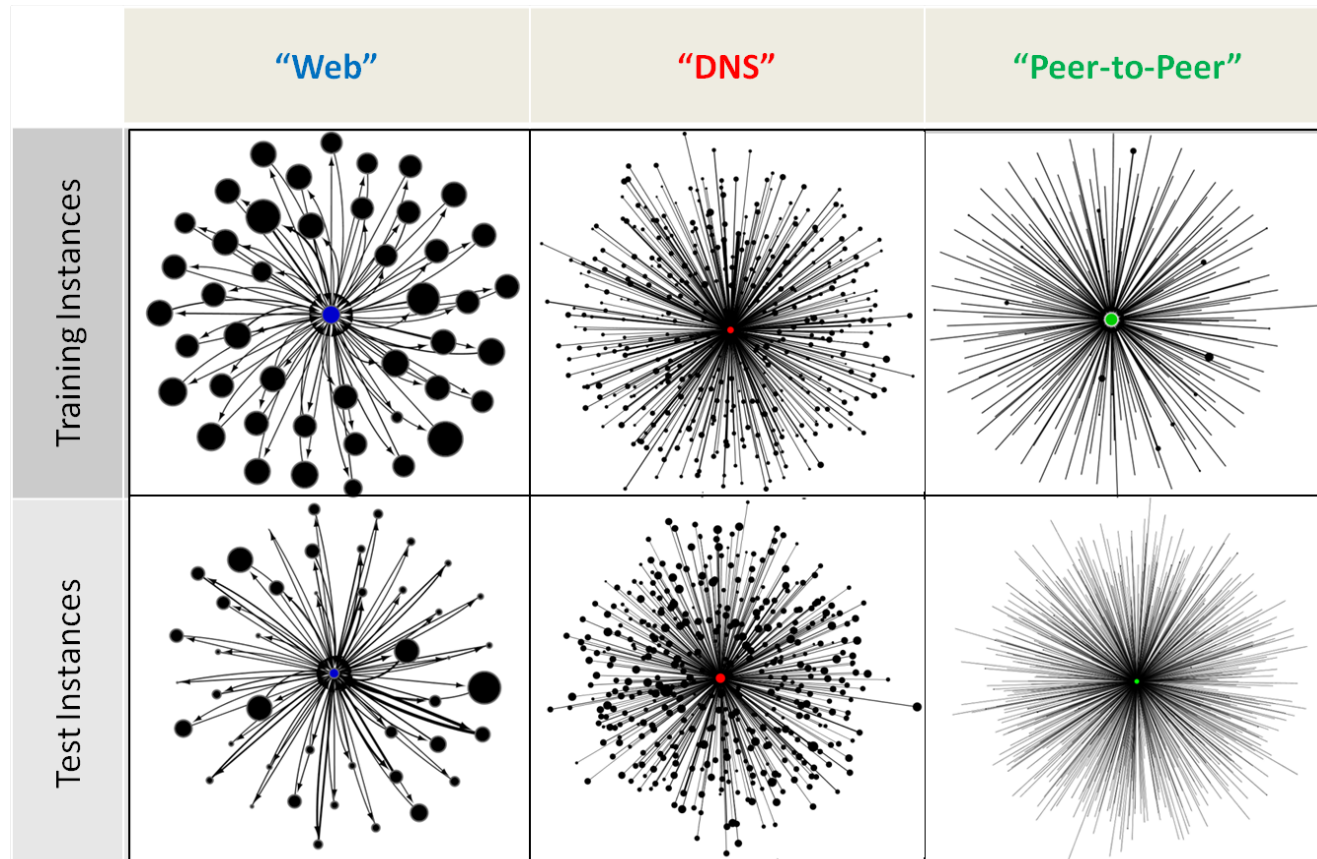 “Web”
“DNS”
“Peer-to-Peer”
Training Instances
Test Instances